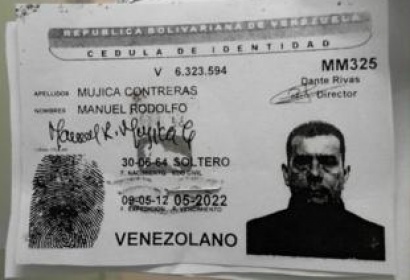 REPUBLICA BOLIVARIANA DE VENEZUELA
CEDULA DE IDENTIDAD
V 6.323.594
MM325
Dante Rivas
Director
APELLIDOS MUJICA CONTRERAS
NOMBRES MANUEL RODOLFO
Manuel R. Mujica C
30-06-64 SOLTERO
F. NACIMIENTO EDO CIVIL
09-05-12 05-2022
F. EXPEDICION F. VENCIMIENTO
VENEZOLANO